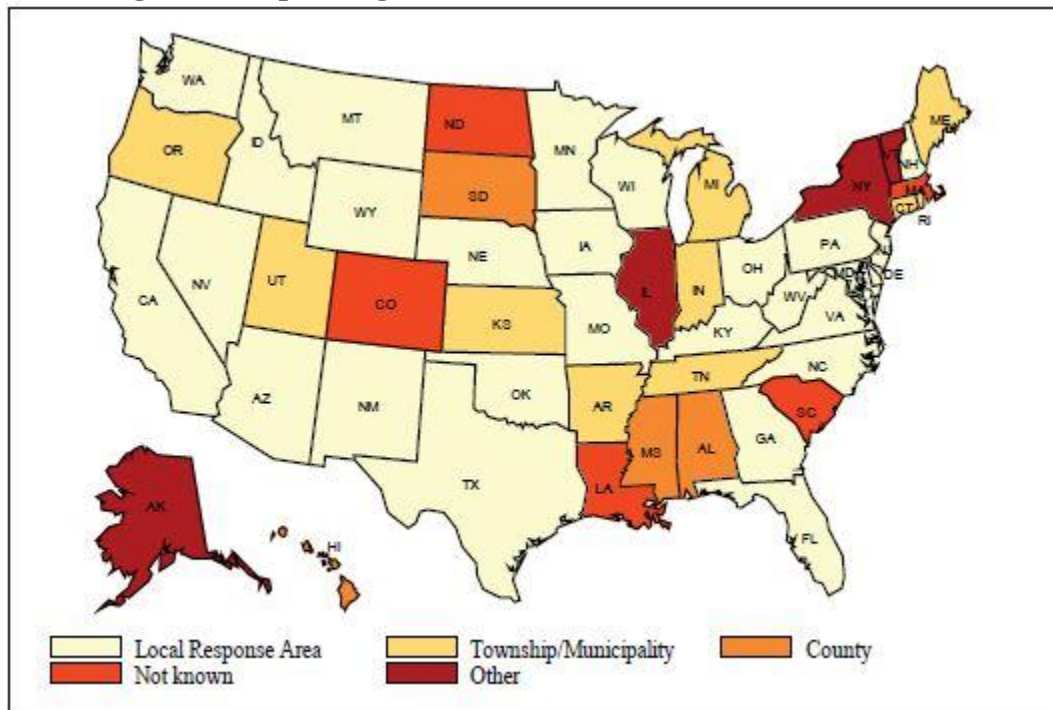 WA
MT
ND
MN
ME
OR
ID
VT
NH
WI
MI
NY
MA
SD
WY
CT
RI
IA
PA
NE
OH
NV
UT
IL
IN
MD
DE
CA
CO
WV
VA
KS
MO
KY
NC
TN
AZ
NM
OK
AR
SC
MS
AL
GA
TX
LA
AK
FL
HI
Local Response Area
Township/Municipality
County
Not known
Other